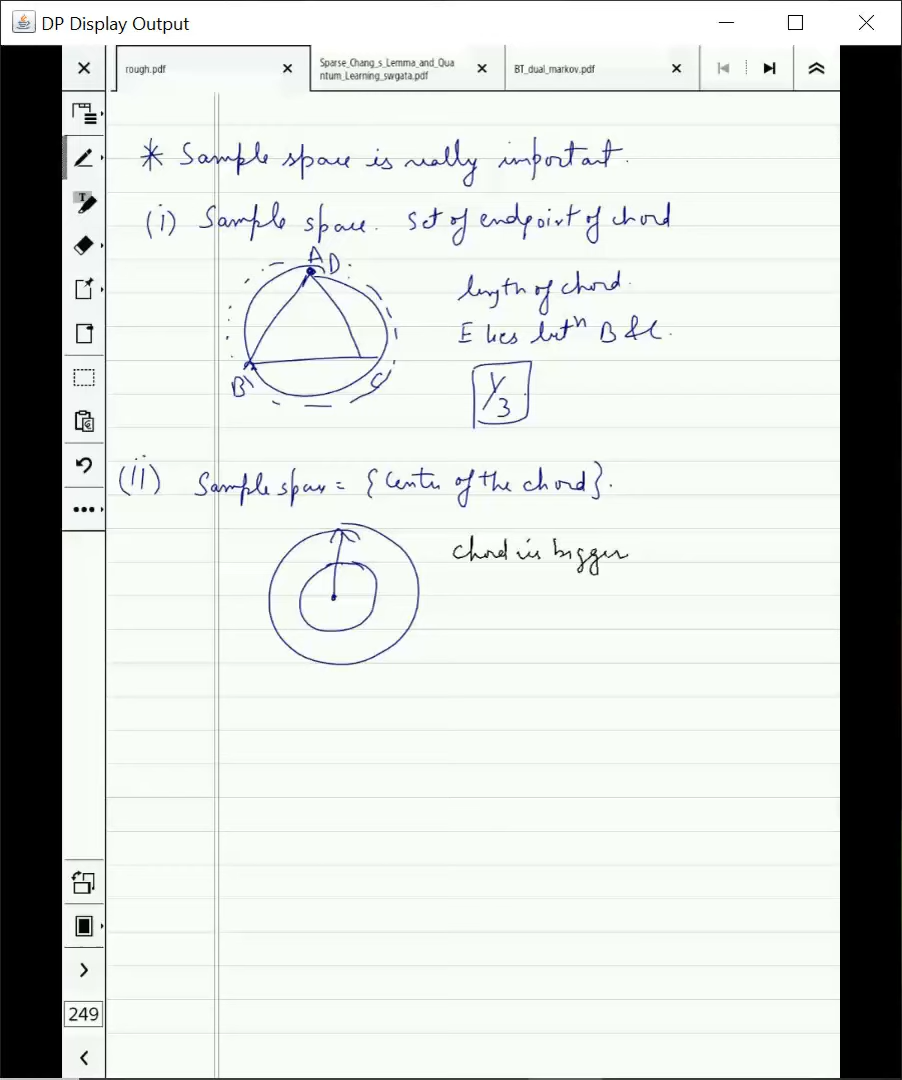 DP Display Output
rough.pdf
Sparse_Chang_s_Lemma_and_Qua
ntum_Learning_swgata.pdf
BT_dual_markov.pdf
* Sample space is really important.
(i) Sample space. Set of endpoint of chord
A D
length of chord.
E lies betⁿ B & C.
B C
1/3
(ii) Sample space = {Center of the chord}.
chord is bigger
249